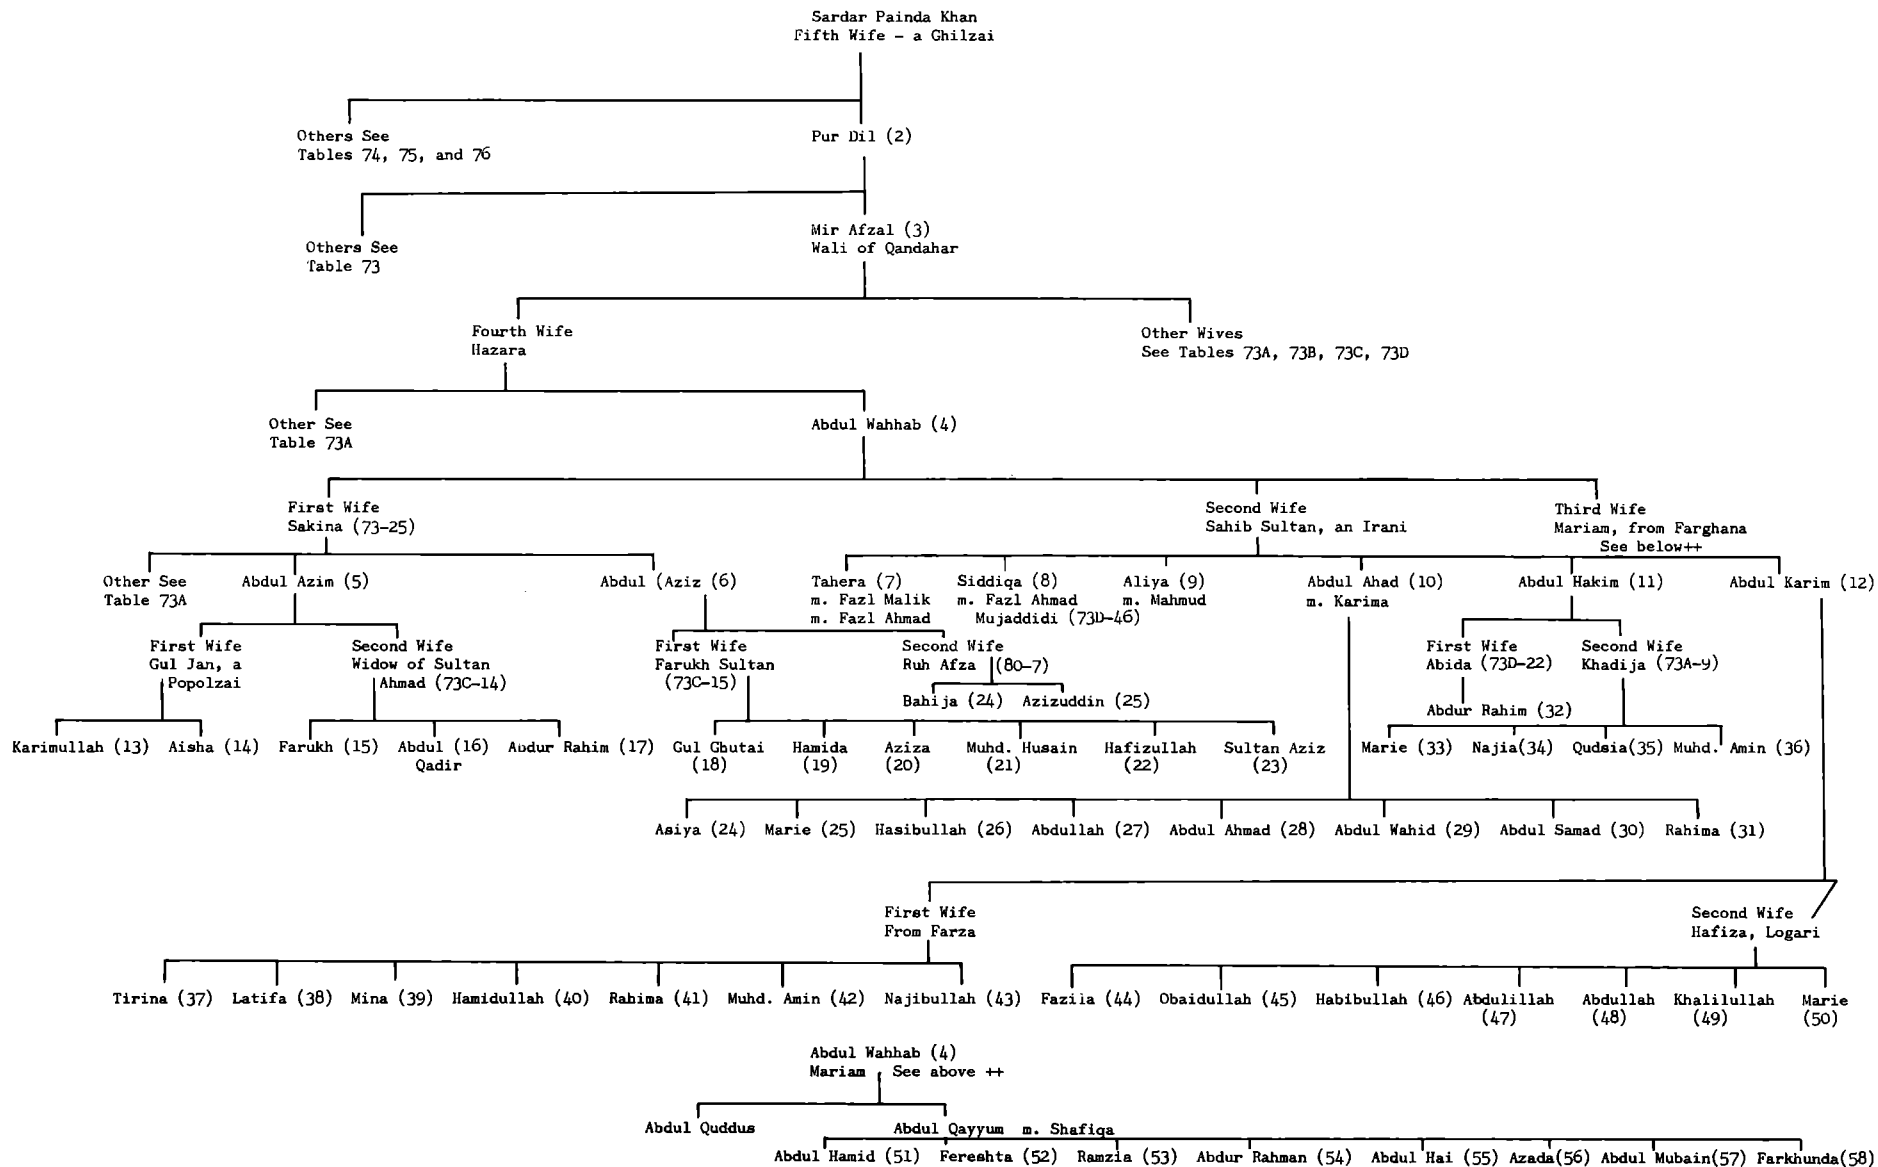 Sardar Painda Khan
Fifth Wife – a Ghilzai
Others See
Tables 74, 75, and 76
Pur Dil (2)
Others See
Table 73
Mir Afzal (3)
Wali of Qandahar
Fourth Wife
Hazara
Other Wives
See Tables 73A, 73B, 73C, 73D
Other See
Table 73A
Abdul Wahhab (4)
First Wife
Sakina (73-25)
Second Wife
Sahib Sultan, an Irani
Third Wife
Mariam, from Farghana
See below++
Other See
Table 73A
Abdul Azim (5)
Abdul (Aziz (6)
Tahera (7)
m. Fazl Malik
m. Fazl Ahmad
Siddiqa (8)
m. Fazl Ahmad
Mujaddidi (73D-46)
Aliya (9)
m. Mahmud
Abdul Ahad (10)
m. Karima
Abdul Hakim (11)
Abdul Karim (12)
First Wife
Gul Jan, a
Popolzai
Second Wife
Widow of Sultan
Ahmad (73C-14)
First Wife
Farukh Sultan
(73C-15)
Second Wife
Ruh Afza (80-7)
Bahija (24) Azizuddin (25)
First Wife
Abida (73D-22)
Second Wife
Khadija (73A-9)
Abdur Rahim (32)
Karimullah (13) Aisha (14) Farukh (15) Abdul (16)
Qadir
Abdur Rahim (17)
Gul Ghutai
(18)
Hamida
(19)
Aziza
(20)
Muhd. Husain
(21)
Hafizullah
(22)
Sultan Aziz
(23)
Marie (33) Najia(34) Qudsia(35) Muhd. Amin (36)
Asiya (24) Marie (25) Hasibullah (26) Abdullah (27) Abdul Ahmad (28) Abdul Wahid (29) Abdul Samad (30) Rahima (31)
First Wife
From Farza
Second Wife
Hafiza, Logari
Tirina (37) Latifa (38) Mina (39) Hamidullah (40) Rahima (41) Muhd. Amin (42) Najibullah (43) Fazila (44) Obaidullah (45) Habibullah (46) Abdulillah
(47)
Abdullah
(48)
Khalilullah
(49)
Marie
(50)
Abdul Wahhab (4)
Mariam See above ++
Abdul Quddus
Abdul Qayyum m. Shafiqa
Abdul Hamid (51) Fereshta (52) Ramzia (53) Abdur Rahman (54) Abdul Hai (55) Azada(56) Abdul Mubain(57) Farkhunda(58)